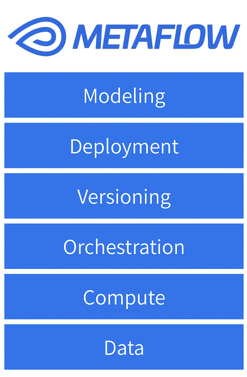 METAFLOW
Modeling
Deployment
Versioning
Orchestration
Compute
Data